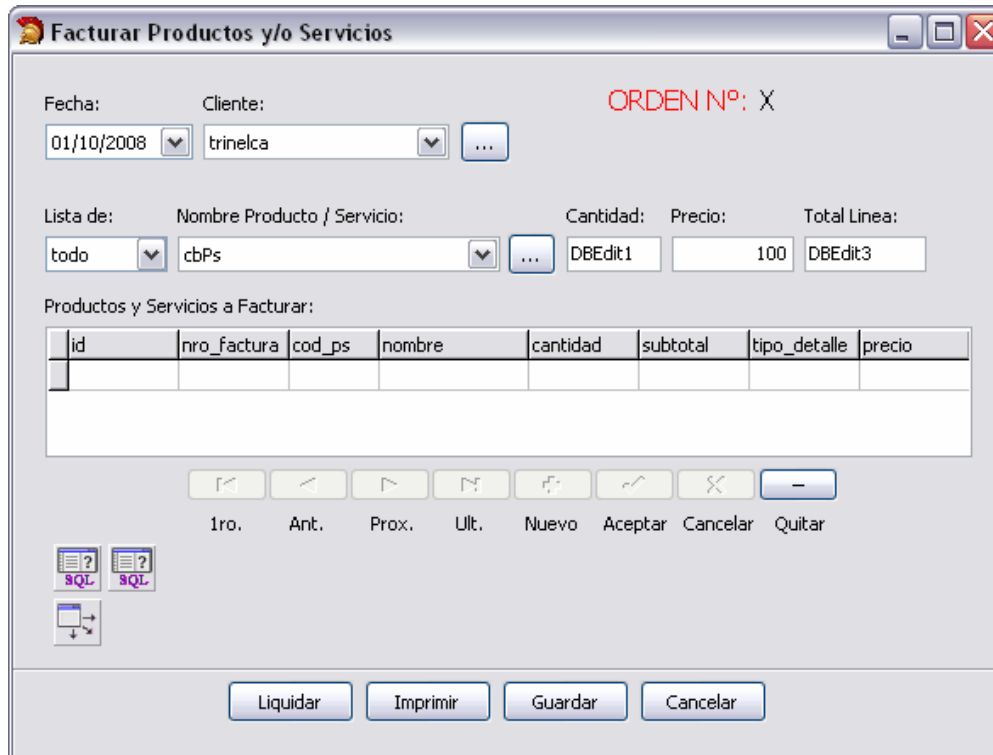 Facturar Productos y/o Servicios
Fecha: Cliente: ORDEN Nº: X
01/10/2008 trinelca ...
Lista de: Nombre Producto / Servicio: Cantidad: Precio: Total Linea:
todo cbPs ... DBEdit1 100 DBEdit3
Productos y Servicios a Facturar:
id nro_factura cod_ps nombre cantidad subtotal tipo_detalle precio
1ro. Ant. Prox. Ult. Nuevo Aceptar Cancelar Quitar
? SQL ? SQL
Liquidar Imprimir Guardar Cancelar